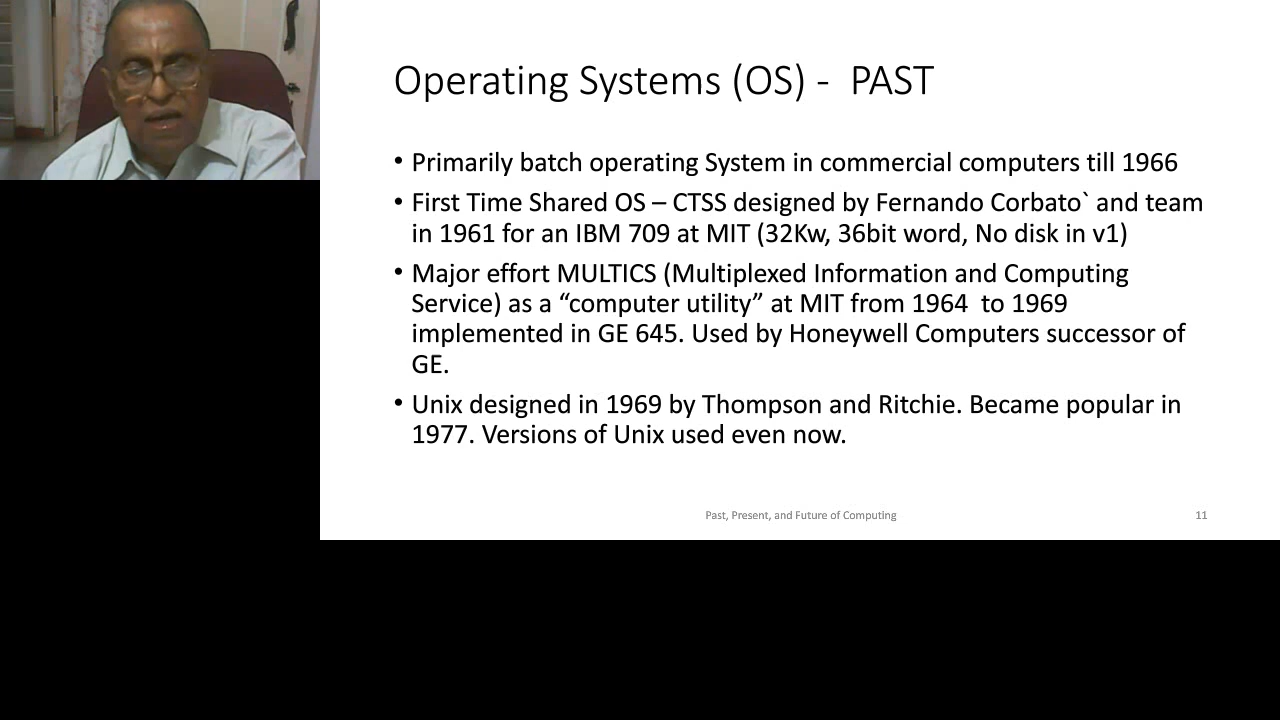 Operating Systems (OS) -  PAST
• Primarily batch operating System in commercial computers till 1966
• First Time Shared OS – CTSS designed by Fernando Corbato` and team
in 1961 for an IBM 709 at MIT (32Kw, 36bit word, No disk in v1)
• Major effort MULTICS (Multiplexed Information and Computing
Service) as a “computer utility” at MIT from 1964  to 1969
implemented in GE 645. Used by Honeywell Computers successor of
GE.
• Unix designed in 1969 by Thompson and Ritchie. Became popular in
1977. Versions of Unix used even now.
Past, Present, and Future of Computing
11